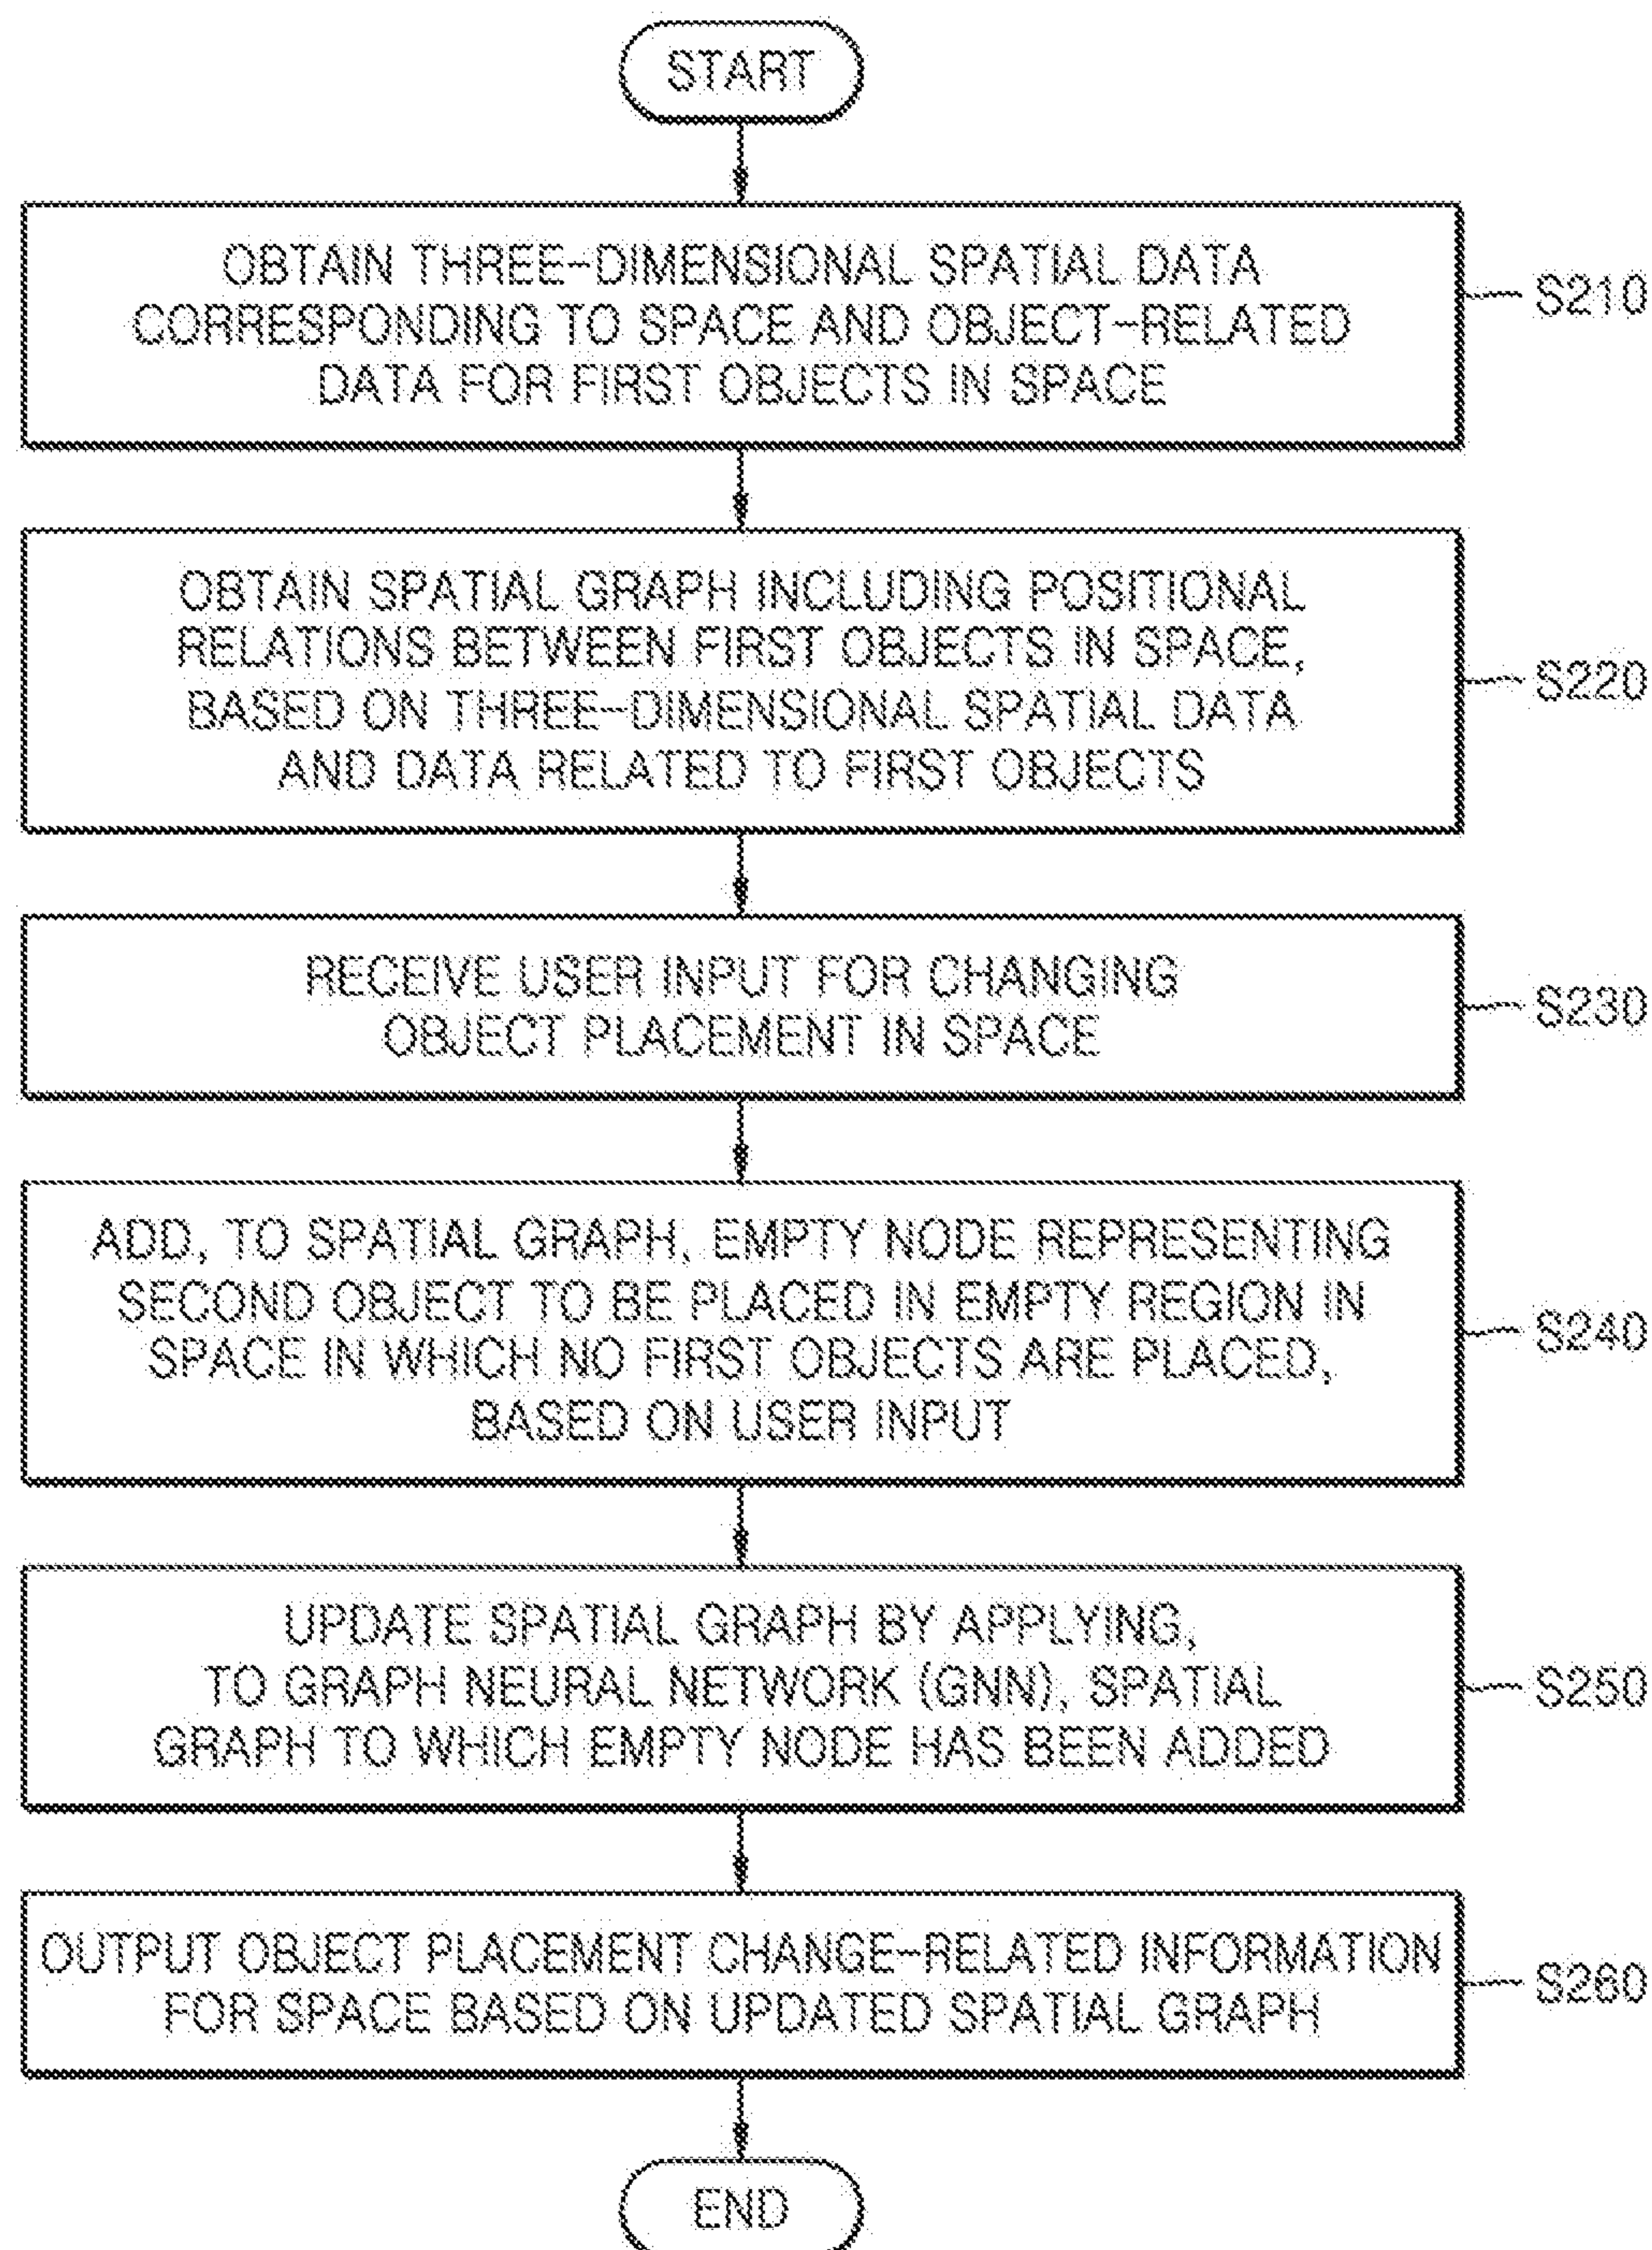 START
OBTAIN THREE-DIMENSIONAL SPATIAL DATA
CORRESPONDING TO SPACE AND OBJECT-RELATED
DATA FOR FIRST OBJECTS IN SPACE
S210
OBTAIN SPATIAL GRAPH INCLUDING POSITIONAL
RELATIONS BETWEEN FIRST OBJECTS IN SPACE,
BASED ON THREE-DIMENSIONAL SPATIAL DATA
AND DATA RELATED TO FIRST OBJECTS
S220
RECEIVE USER INPUT FOR CHANGING
OBJECT PLACEMENT IN SPACE
S230
ADD, TO SPATIAL GRAPH, EMPTY NODE REPRESENTING
SECOND OBJECT TO BE PLACED IN EMPTY REGION IN
SPACE IN WHICH NO FIRST OBJECTS ARE PLACED,
BASED ON USER INPUT
S240
UPDATE SPATIAL GRAPH BY APPLYING,
TO GRAPH NEURAL NETWORK (GNN), SPATIAL
GRAPH TO WHICH EMPTY NODE HAS BEEN ADDED
S250
OUTPUT OBJECT PLACEMENT CHANGE-RELATED INFORMATION
FOR SPACE BASED ON UPDATED SPATIAL GRAPH
S260
END